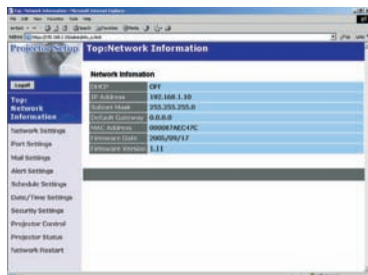 Projector Setup
Top:Network Information
Logoff
Top:
Network
Information
Network Settings
Port Settings
Mail Settings
Alert Settings
Schedule Settings
Date/Time Settings
Security Settings
Projector Control
Projector Status
Network Restart
Network Infomation
DHCP OFF
IP Address 192.168.1.10
Subnet Mask 255.255.255.0
Default Gateway 0.0.0.0
MAC Address 000087AEC47C
Firmware Date 2005/09/17
Firmware Version 1.11